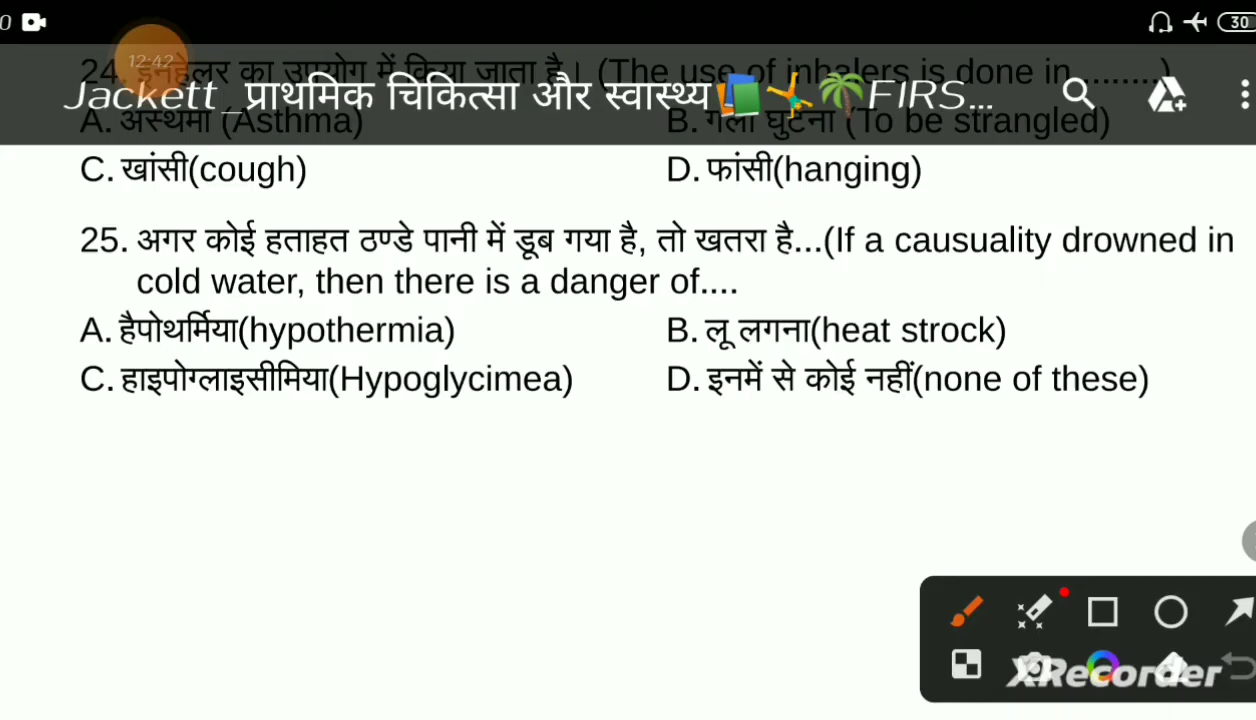 12:42
30
24. इनहेलर का उपयोग में किया जाता है। (The use of inhalers is done in.........)
Jackett_प्राथमिक चिकित्सा और स्वास्थ्य📚🤸🌴FIRS...
A. अस्थमा (Asthma) B. गला घुटना (To be strangled)
C. खांसी(cough) D. फांसी(hanging)
25. अगर कोई हताहत ठण्डे पानी में डूब गया है, तो खतरा है...(If a causuality drowned in
cold water, then there is a danger of....
A. हैपोथर्मिया(hypothermia) B. लू लगना(heat strock)
C. हाइपोग्लाइसीमिया(Hypoglycimea) D. इनमें से कोई नहीं(none of these)
XRecorder